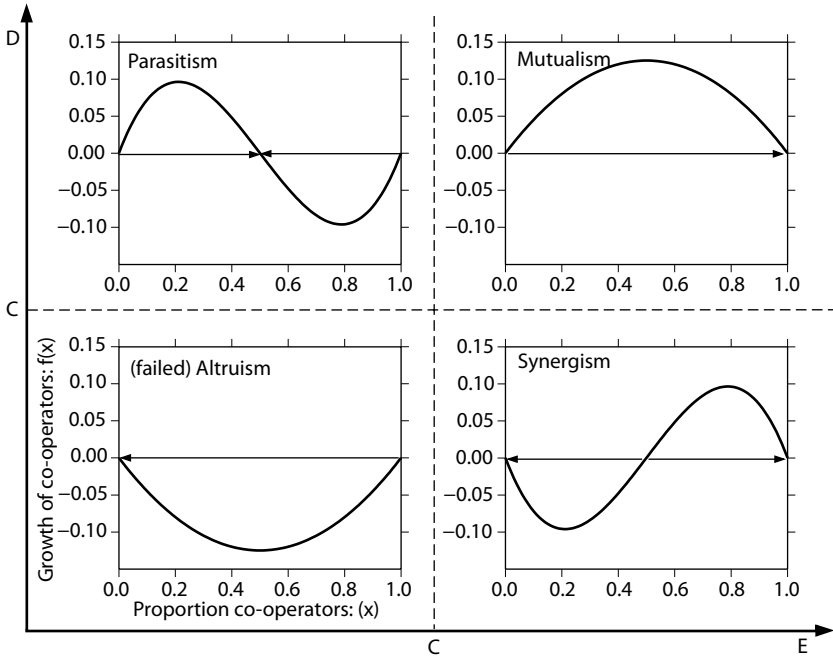 D
Parasitism
0.15
0.10
0.05
0.00
−0.05
−0.10
0.0 0.2 0.4 0.6 0.8 1.0
Mutualism
0.15
0.10
0.05
0.00
−0.05
−0.10
0.0 0.2 0.4 0.6 0.8 1.0
C
(failed) Altruism
Growth of co-operators: f(x)
0.15
0.10
0.05
0.00
−0.05
−0.10
0.0 0.2 0.4 0.6 0.8 1.0
Proportion co-operators: (x)
Synergism
0.15
0.10
0.05
0.00
−0.05
−0.10
0.0 0.2 0.4 0.6 0.8 1.0
C
E